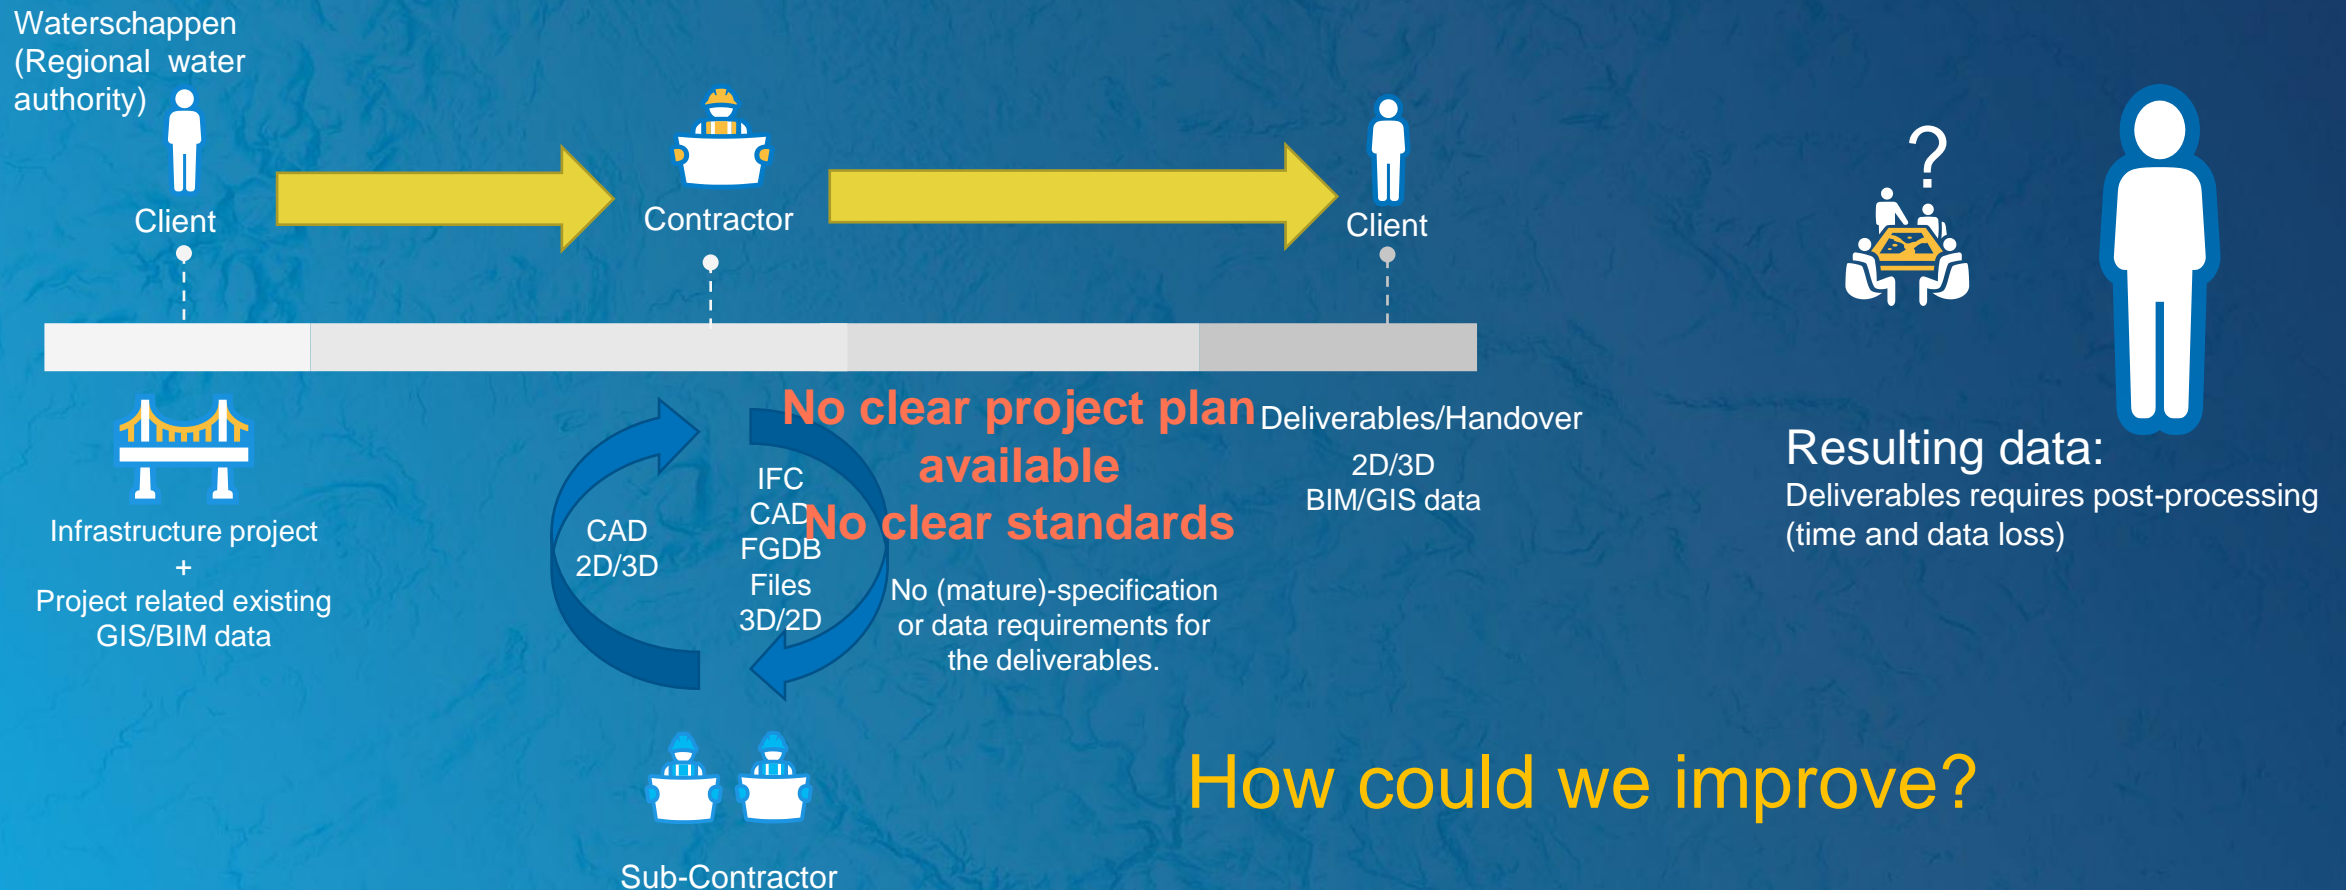 Waterschappen
(Regional water
authority)
Client
Contractor
Client
?
Infrastructure project
+
Project related existing
GIS/BIM data
CAD
2D/3D
IFC
CAD
FGDB
Files
3D/2D
No clear project plan
available
No clear standards
No (mature)-specification
or data requirements for
the deliverables.
Deliverables/Handover
2D/3D
BIM/GIS data
Resulting data:
Deliverables requires post-processing
(time and data loss)
How could we improve?
Sub-Contractor